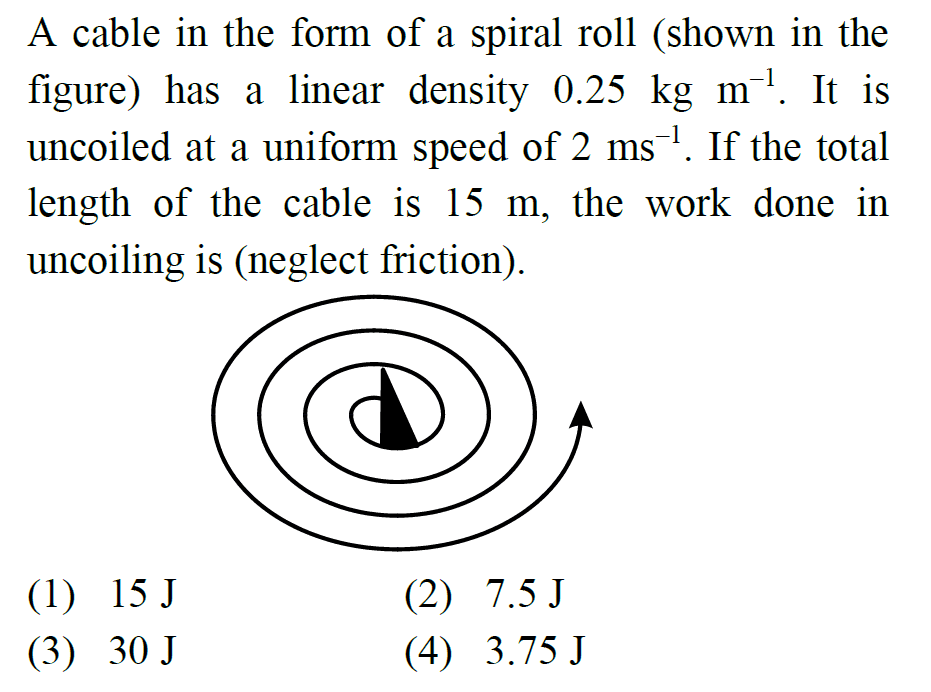 A cable in the form of a spiral roll (shown in the
figure) has a linear density 0.25 kg m⁻¹. It is
uncoiled at a uniform speed of 2 ms⁻¹. If the total
length of the cable is 15 m, the work done in
uncoiling is (neglect friction).
(1) 15 J (2) 7.5 J
(3) 30 J (4) 3.75 J